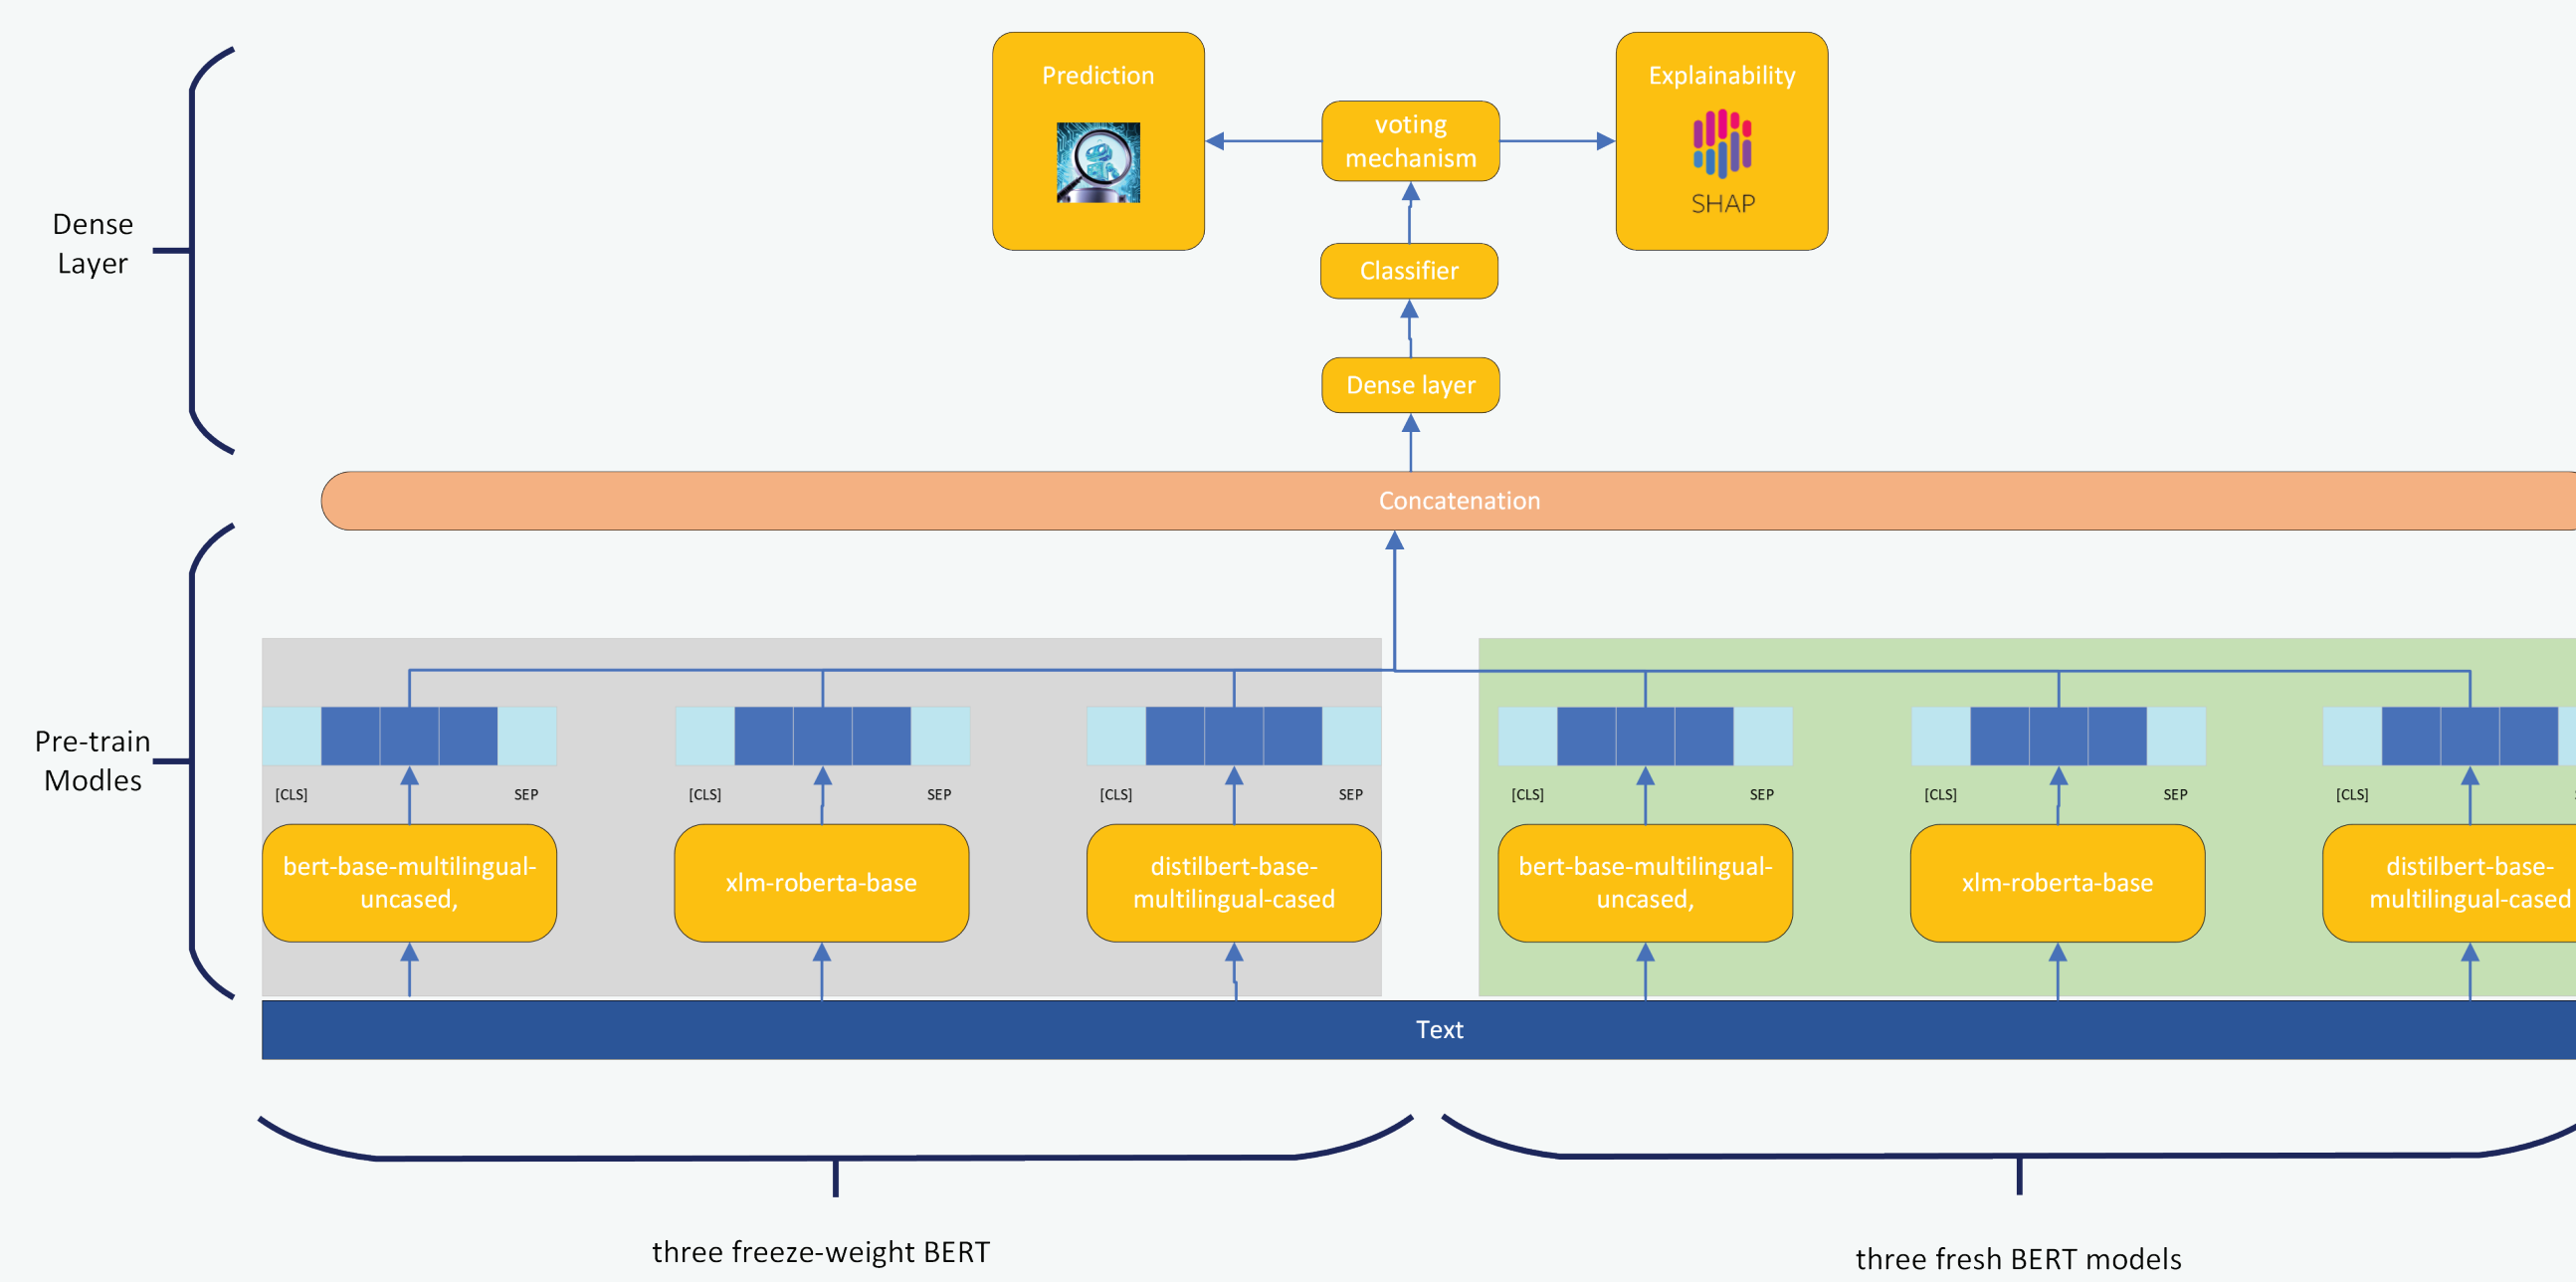 Prediction
Explainability
voting
mechanism
SHAP
Classifier
Dense layer
Dense
Layer
Concatenation
Pre-train
Modles
[CLS]
SEP
[CLS]
SEP
[CLS]
SEP
[CLS]
SEP
[CLS]
SEP
[CLS]
bert-base-multilingual-
uncased,
xlm-roberta-base
distilbert-base-
multilingual-cased
bert-base-multilingual-
uncased,
xlm-roberta-base
distilbert-base-
multilingual-cased
Text
three freeze-weight BERT
three fresh BERT models